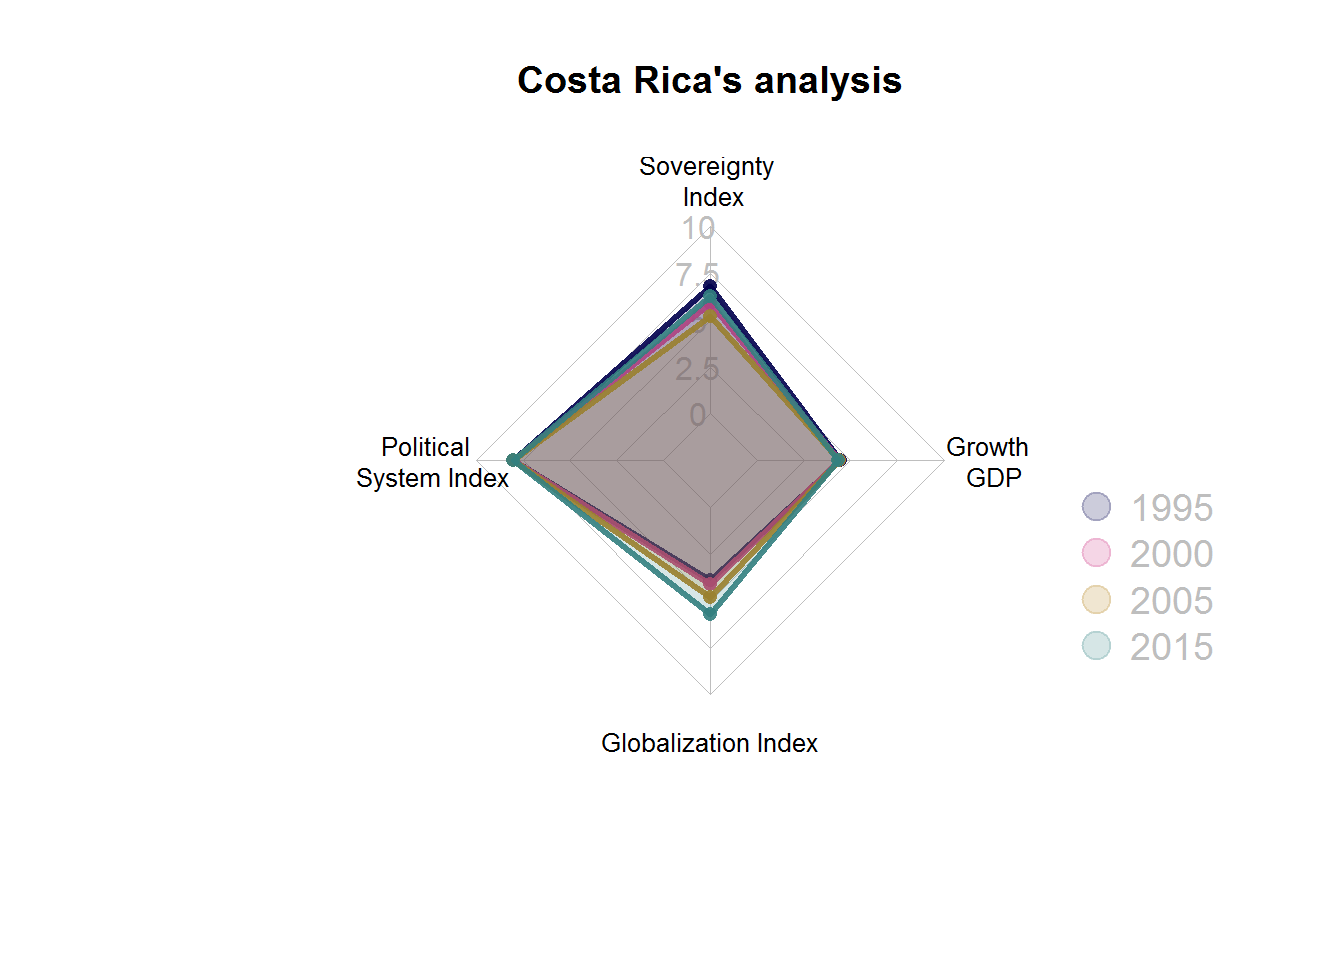 Costa Rica's analysis
Sovereignty
Index
10
7.5
2.5
0
Political
System Index
Growth
GDP
Globalization Index
1995
2000
2005
2015